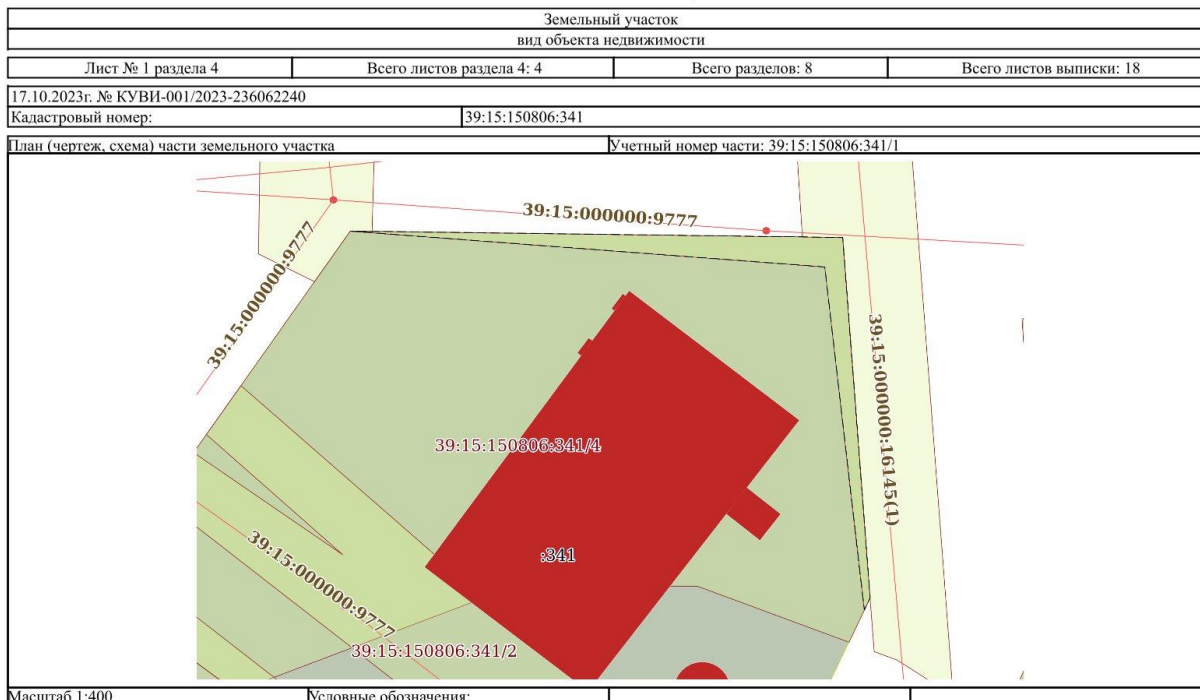 Земельный участок
вид объекта недвижимости
Лист № 1 раздела 4 Всего листов раздела 4: 4 Всего разделов: 8 Всего листов выписки: 18
17.10.2023г. № КУВИ-001/2023-236062240
Кадастровый номер: 39:15:150806:341
План (чертеж, схема) части земельного участка Учетный номер части: 39:15:150806:341/1
39:15:000000:9777
39:15:000000:9777
39:15:000000:16145(1)
39:15:150806:341/4
:341
39:15:000000:9777
39:15:150806:341/2
Масштаб 1:400 Условные обозначения: